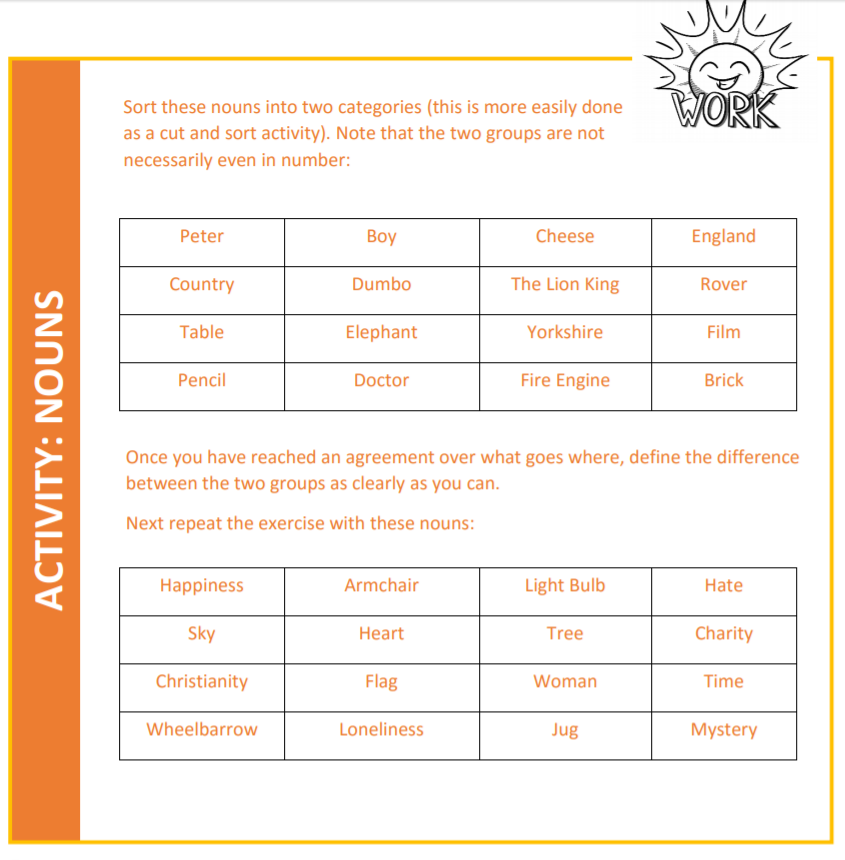 WORK
ACTIVITY: NOUNS
Sort these nouns into two categories (this is more easily done
as a cut and sort activity). Note that the two groups are not
necessarily even in number:
Peter Boy Cheese England
Country Dumbo The Lion King Rover
Table Elephant Yorkshire Film
Pencil Doctor Fire Engine Brick
Once you have reached an agreement over what goes where, define the difference
between the two groups as clearly as you can.
Next repeat the exercise with these nouns:
Happiness Armchair Light Bulb Hate
Sky Heart Tree Charity
Christianity Flag Woman Time
Wheelbarrow Loneliness Jug Mystery